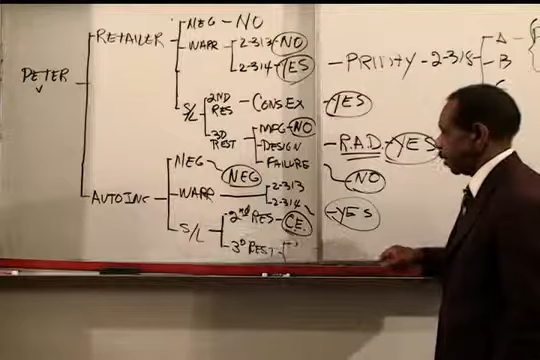 NEG - NO
RETAILER
WARR 2-313 NO
2-314 YES - PRIVITY - 2-318 A
B
PETER
V
S/L 2ND RES - CONS EX - YES
3D REST MFG - NO
DESIGN - R.A.D - YES
FAILURE
NEG NEG NO
AUTOINC WARR 2-313
2-314 - YES
S/L 2nd RES - C.E.
3D REST